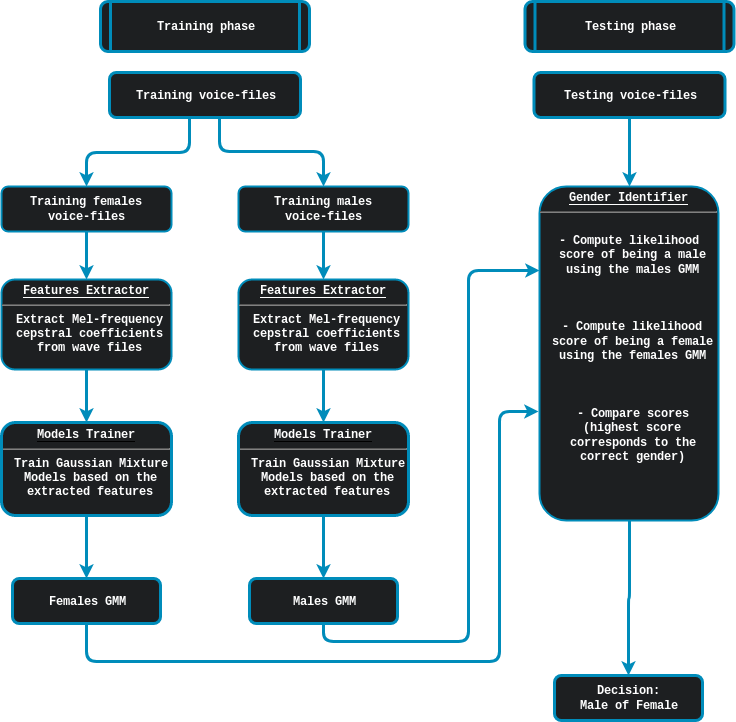 Training phase
Testing phase
Training voice-files
Testing voice-files
Training females
voice-files
Training males
voice-files
Features Extractor
Extract Mel-frequency
cepstral coefficients
from wave files
Features Extractor
Extract Mel-frequency
cepstral coefficients
from wave files
Models Trainer
Train Gaussian Mixture
Models based on the
extracted features
Models Trainer
Train Gaussian Mixture
Models based on the
extracted features
Females GMM
Males GMM
Gender Identifier
- Compute likelihood
score of being a male
using the males GMM
- Compute likelihood
score of being a female
using the females GMM
- Compare scores
(highest score
corresponds to the
correct gender)
Decision:
Male of Female